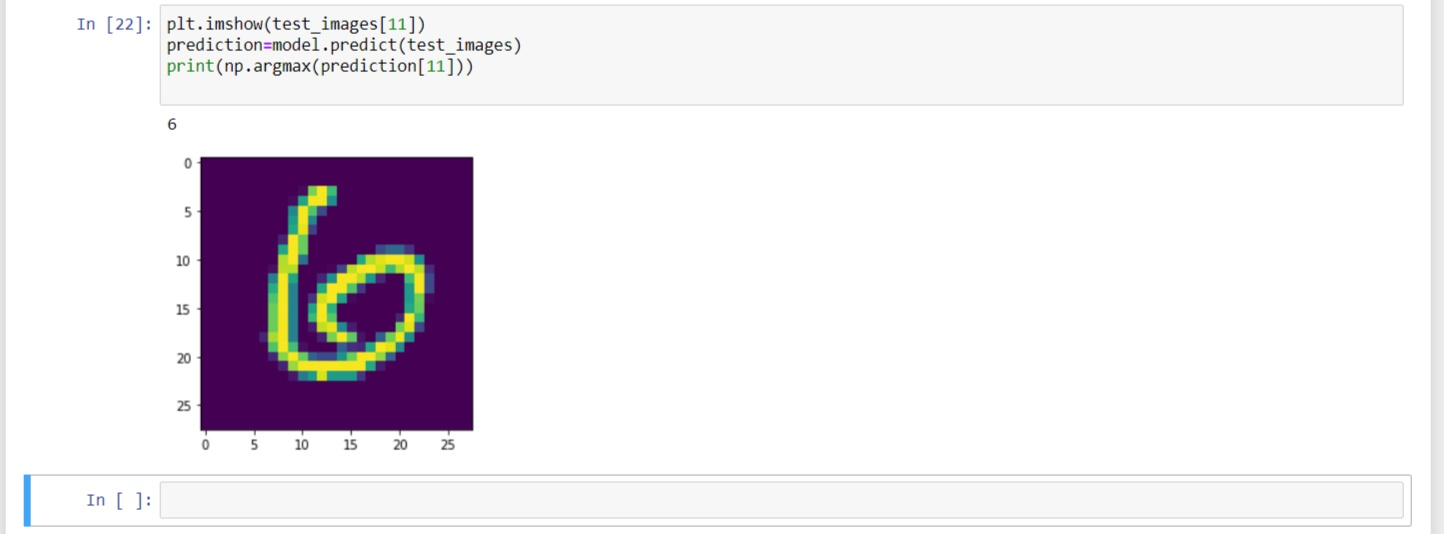 In [22]: plt.imshow(test_images[11])
prediction=model.predict(test_images)
print(np.argmax(prediction[11]))
6
0
5
10
15
20
25
0 5 10 15 20 25
6
In [ ]: